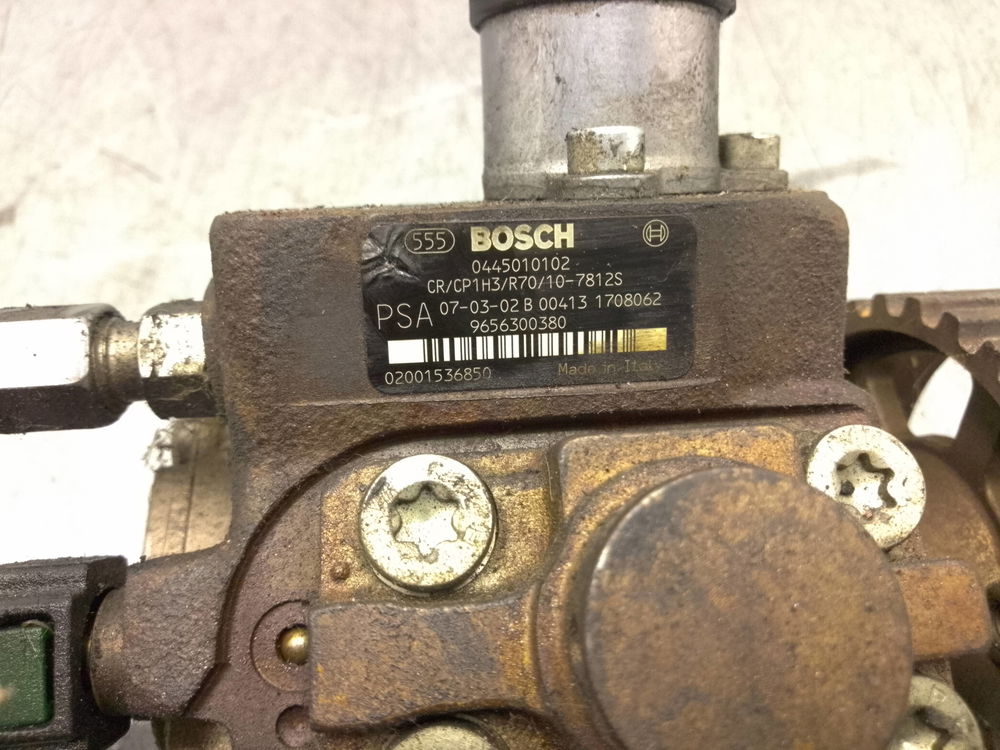 555 BOSCH
0445010102
CR/CP1H3/R70/10-7812S
PSA 07-03-02 B 00413 1708062
9656300380
02001536850 Made in Italy